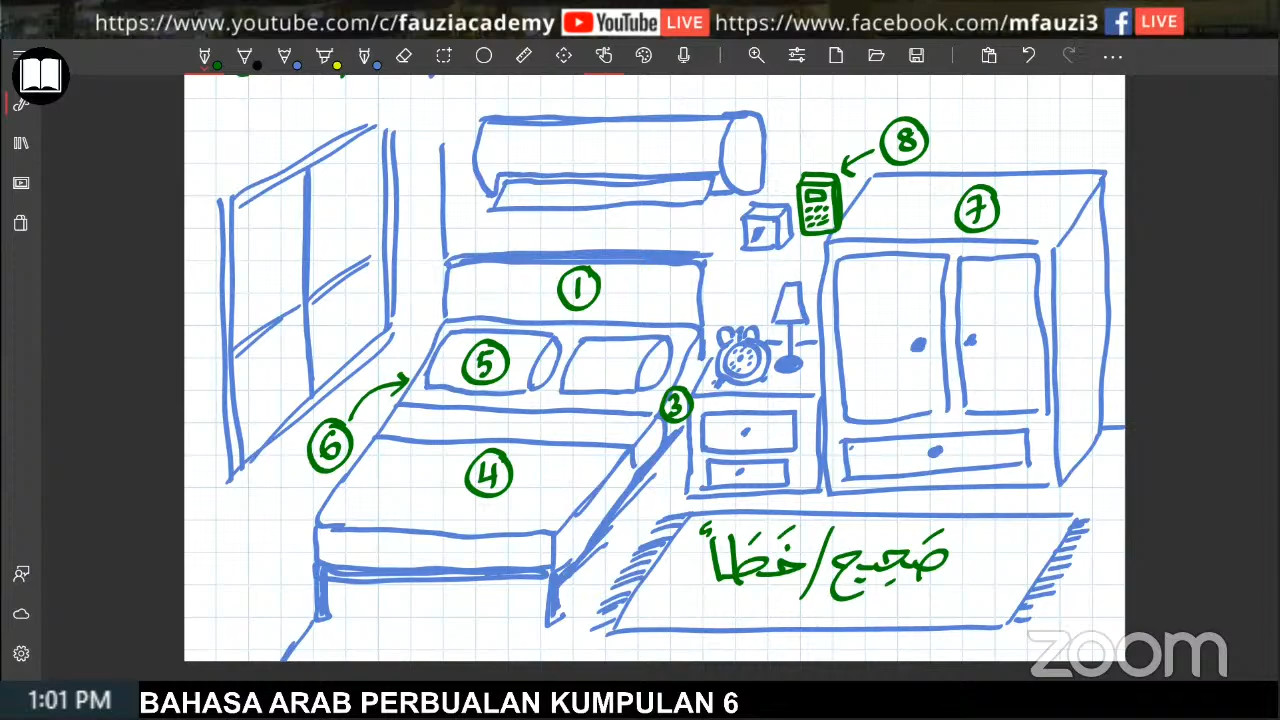 https://www.youtube.com/c/fauziacademy YouTube LIVE https://www.facebook.com/mfauzi3 f LIVE
8
7
1
5
3
6
4
صَحِيح/خَطَأٌ
zoom
1:01 PM BAHASA ARAB PERBUALAN KUMPULAN 6